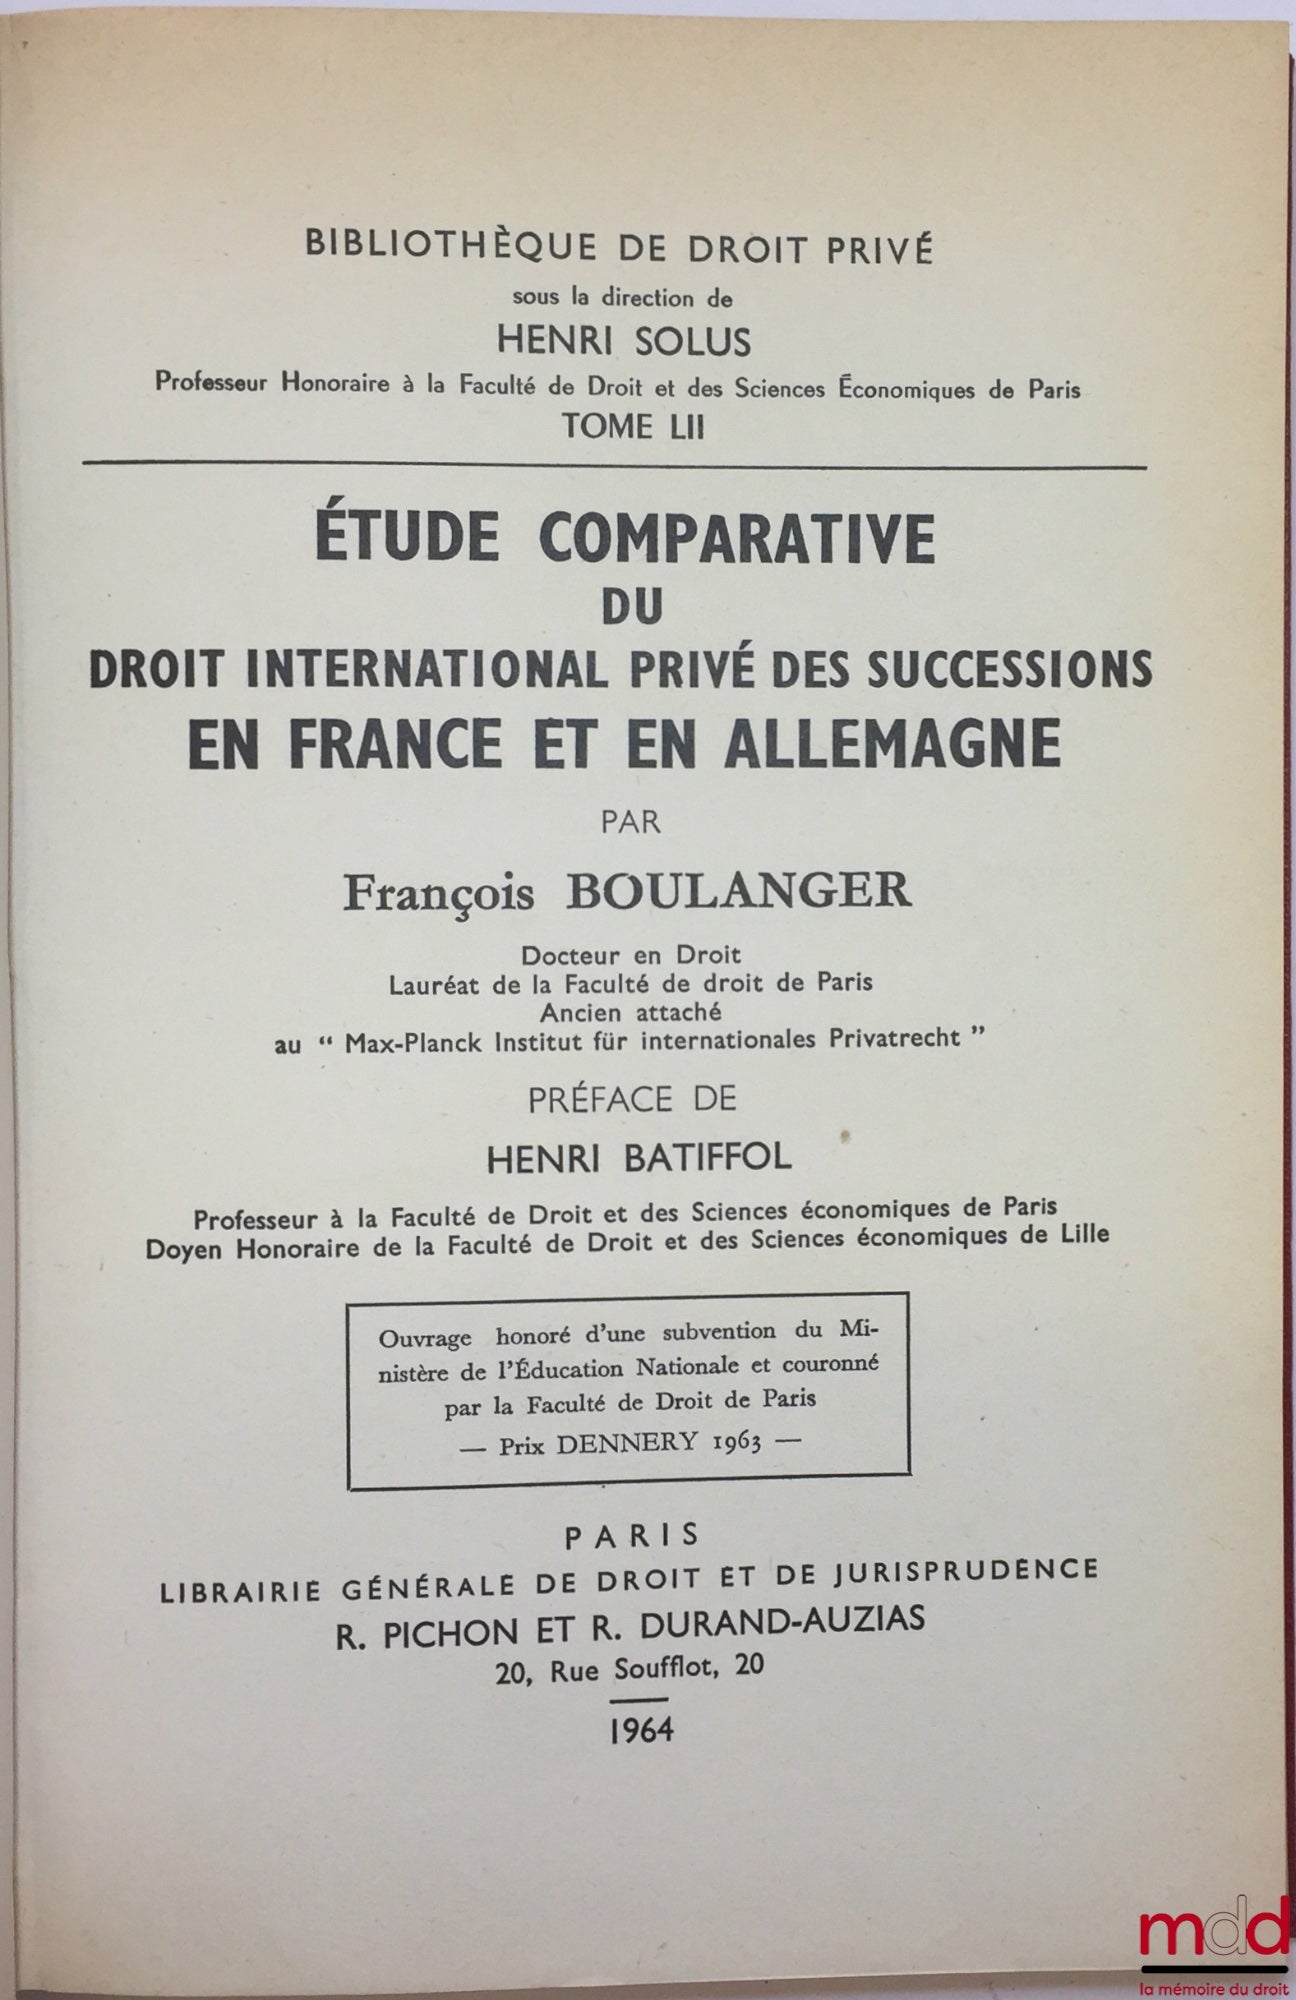 BIBLIOTHÈQUE DE DROIT PRIVÉ
sous la direction de
HENRI SOLUS
Professeur Honoraire à la Faculté de Droit et des Sciences Économiques de Paris
TOME LII
ÉTUDE COMPARATIVE
DU
DROIT INTERNATIONAL PRIVÉ DES SUCCESSIONS
EN FRANCE ET EN ALLEMAGNE
PAR
François BOULANGER
Docteur en Droit
Lauréat de la Faculté de droit de Paris
Ancien attaché
au “ Max-Planck Institut für internationales Privatrecht ”
PRÉFACE DE
HENRI BATIFFOL
Professeur à la Faculté de Droit et des Sciences économiques de Paris
Doyen Honoraire de la Faculté de Droit et des Sciences économiques de Lille
Ouvrage honoré d'une subvention du Mi-
nistère de l'Éducation Nationale et couronné
par la Faculté de Droit de Paris
— Prix DENNERY 1963 —
PARIS
LIBRAIRIE GÉNÉRALE DE DROIT ET DE JURISPRUDENCE
R. PICHON ET R. DURAND-AUZIAS
20, Rue Soufflot, 20
1964
mdd
la mémoire du droit